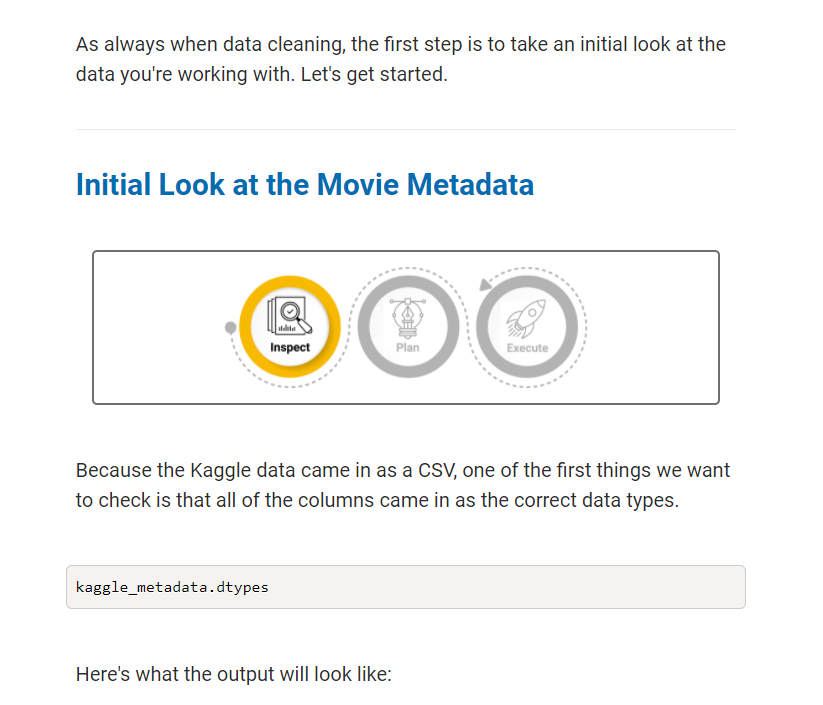 As always when data cleaning, the first step is to take an initial look at the
data you're working with. Let's get started.
Initial Look at the Movie Metadata
Inspect
Plan
Execute
Because the Kaggle data came in as a CSV, one of the first things we want
to check is that all of the columns came in as the correct data types.
kaggle_metadata.dtypes
Here's what the output will look like: